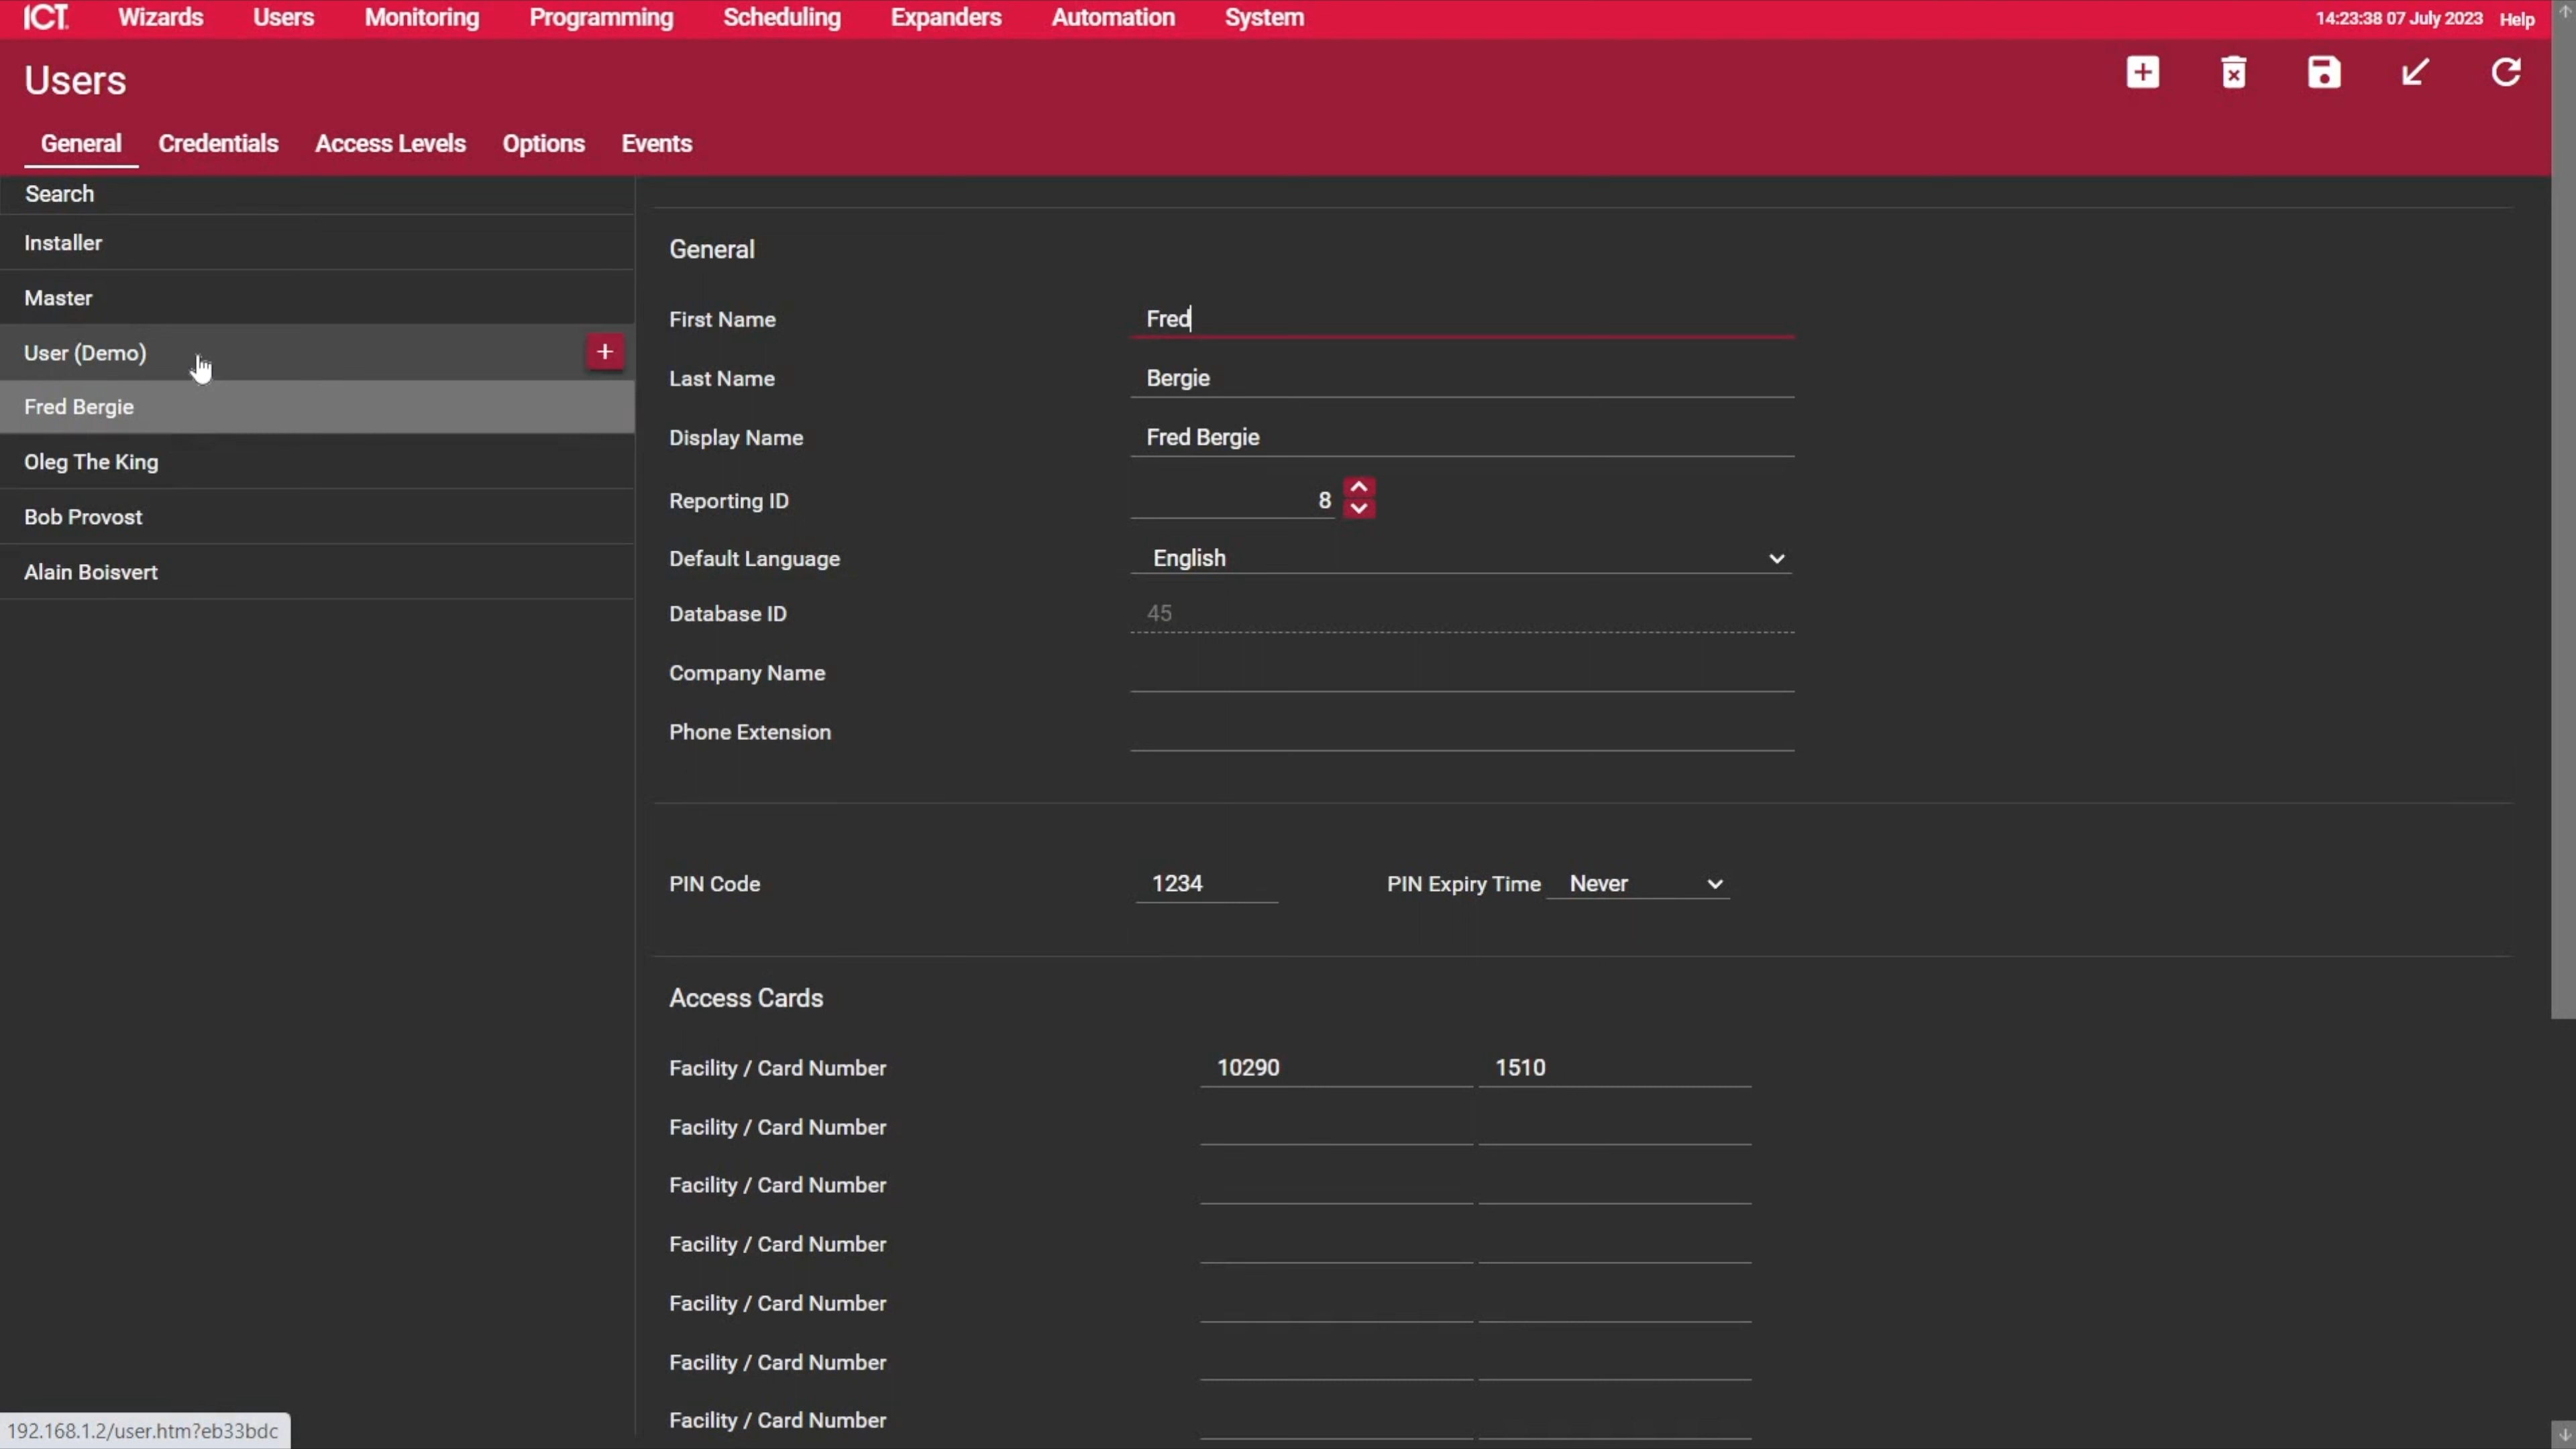 ICT. Wizards Users Monitoring Programming Scheduling Expanders Automation System 14:23:38 07 July 2023 Help
Users
General Credentials Access Levels Options Events
Search
Installer
Master
User (Demo) +
Fred Bergie
Oleg The King
Bob Provost
Alain Boisvert
General
First Name Fred
Last Name Bergie
Display Name Fred Bergie
Reporting ID 8
Default Language English
Database ID 45
Company Name
Phone Extension
PIN Code 1234 PIN Expiry Time Never
Access Cards
Facility / Card Number 10290 1510
Facility / Card Number
Facility / Card Number
Facility / Card Number
Facility / Card Number
Facility / Card Number
Facility / Card Number
192.168.1.2/user.htm?eb33bdc